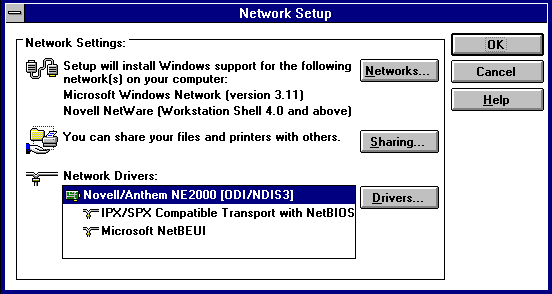 Network Setup
Network Settings:
Setup will install Windows support for the following
network(s) on your computer:
Microsoft Windows Network (version 3.11)
Novell NetWare (Workstation Shell 4.0 and above)
Networks...
OK
Cancel
Help
You can share your files and printers with others.
Sharing...
Network Drivers:
Novell/Anthem NE2000 [ODI/NDIS3]
IPX/SPX Compatible Transport with NetBIOS
Microsoft NetBEUI
Drivers...